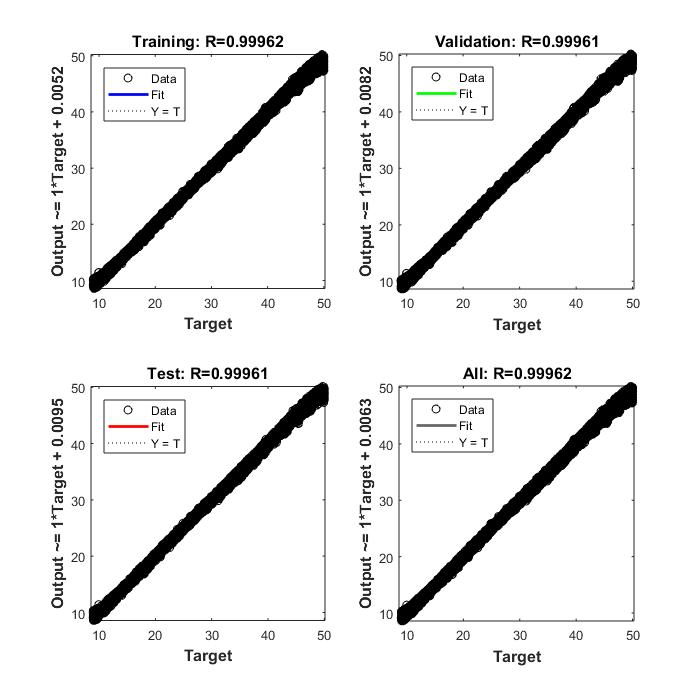 Training: R=0.99962
Output ~= 1*Target + 0.0052
50
40
30
20
10
Data
Fit
Y = T
10 20 30 40 50
Target
Validation: R=0.99961
Output ~= 1*Target + 0.0082
50
40
30
20
10
Data
Fit
Y = T
10 20 30 40 50
Target
Test: R=0.99961
Output ~= 1*Target + 0.0095
50
40
30
20
10
Data
Fit
Y = T
10 20 30 40 50
Target
All: R=0.99962
Output ~= 1*Target + 0.0063
50
40
30
20
10
Data
Fit
Y = T
10 20 30 40 50
Target